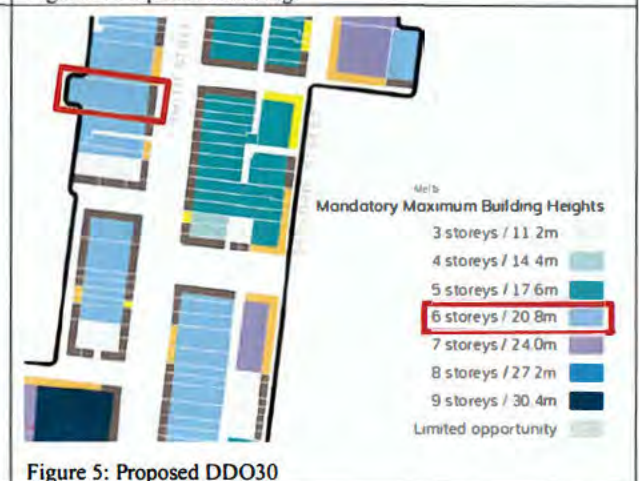 Mandatory Maximum Building Heights
3 storeys / 11 2m
4 storeys / 14 4m
5 storeys / 17 6m
6 storeys / 20 8m
7 storeys / 24 0m
8 storeys / 27 2m
9 storeys / 30 4m
Limited opportunity
Figure 5: Proposed DDO30